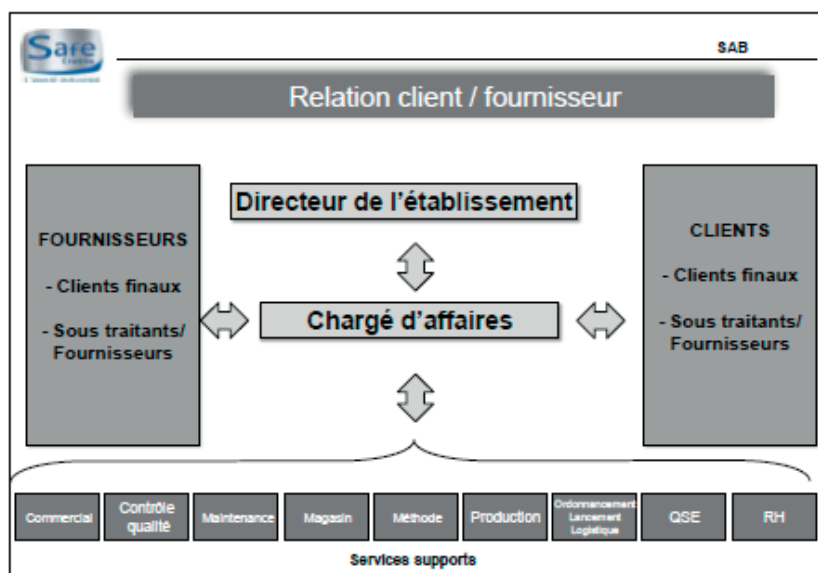 Safe
SAB
Relation client / fournisseur
Directeur de l'établissement
FOURNISSEURS
- Clients finaux
- Sous traitants/
Fournisseurs
Chargé d'affaires
CLIENTS
- Clients finaux
- Sous traitants/
Fournisseurs
Commercial
Contrôle
qualité
Maintenance
Magasin
Méthode
Production
Ordonnancement
Lancement
Logistique
QSE
RH
Services supports